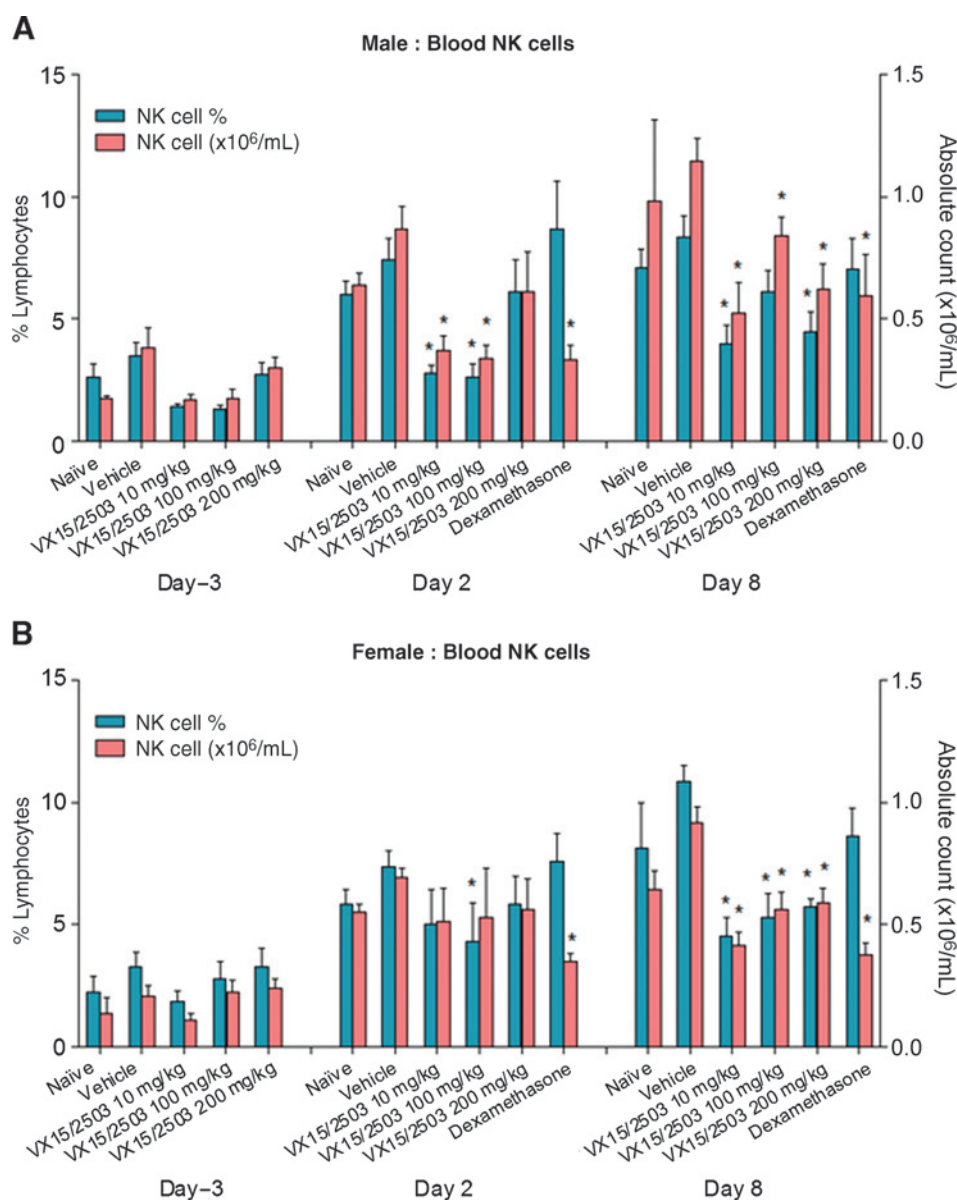 A
Male : Blood NK cells
15
10
5
0
% Lymphocytes
NK cell %
NK cell (x10⁶/mL)
1.5
1.0
0.5
0.0
Absolute count (x10⁶/mL)
Naïve
Vehicle
VX15/2503 10 mg/kg
VX15/2503 100 mg/kg
VX15/2503 200 mg/kg
Day–3
* * * * *
Naïve
Vehicle
VX15/2503 10 mg/kg
VX15/2503 100 mg/kg
VX15/2503 200 mg/kg
Dexamethasone
Day 2
* * * * * *
Naïve
Vehicle
VX15/2503 10 mg/kg
VX15/2503 100 mg/kg
VX15/2503 200 mg/kg
Dexamethasone
Day 8
B
Female : Blood NK cells
15
10
5
0
% Lymphocytes
NK cell %
NK cell (x10⁶/mL)
1.5
1.0
0.5
0.0
Absolute count (x10⁶/mL)
Naïve
Vehicle
VX15/2503 10 mg/kg
VX15/2503 100 mg/kg
VX15/2503 200 mg/kg
Day–3
* *
Naïve
Vehicle
VX15/2503 10 mg/kg
VX15/2503 100 mg/kg
VX15/2503 200 mg/kg
Dexamethasone
Day 2
* * * * * * *
Naïve
Vehicle
VX15/2503 10 mg/kg
VX15/2503 100 mg/kg
VX15/2503 200 mg/kg
Dexamethasone
Day 8